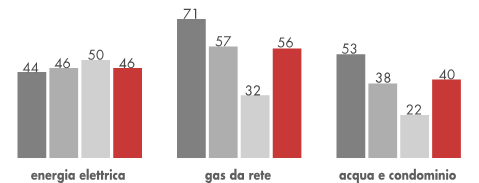 44 46 50 46
71 57 32 56
53 38 22 40
energia elettrica gas da rete acqua e condominio